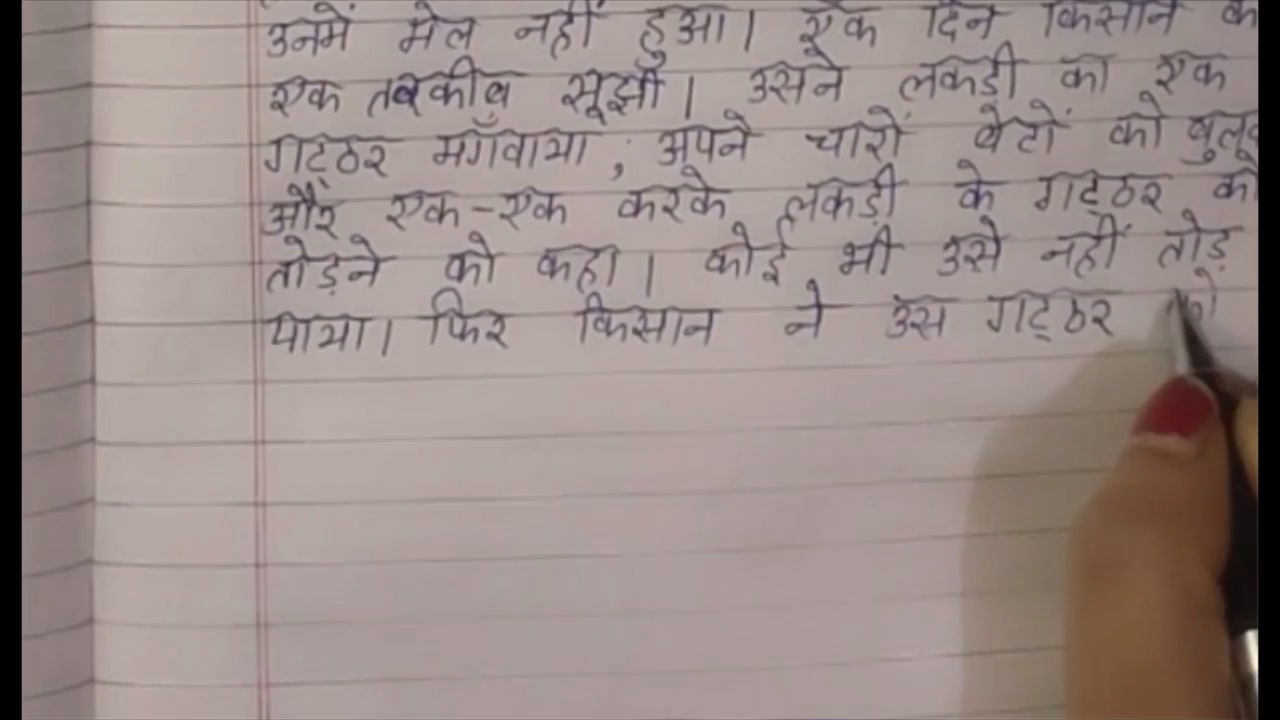 उनमें मेल नहीं हुआ। एक दिन किसान
एक तरकीब सूझी। उसने लकड़ी का एक
गट्ठर मगँवाया, अपने चारों बेटों को
और एक-एक करके लकड़ी के गट्ठर को
तोड़ने को कहा। कोई भी उसे नहीं तोड़
पाया। फिर किसान ने उस गट्ठर को